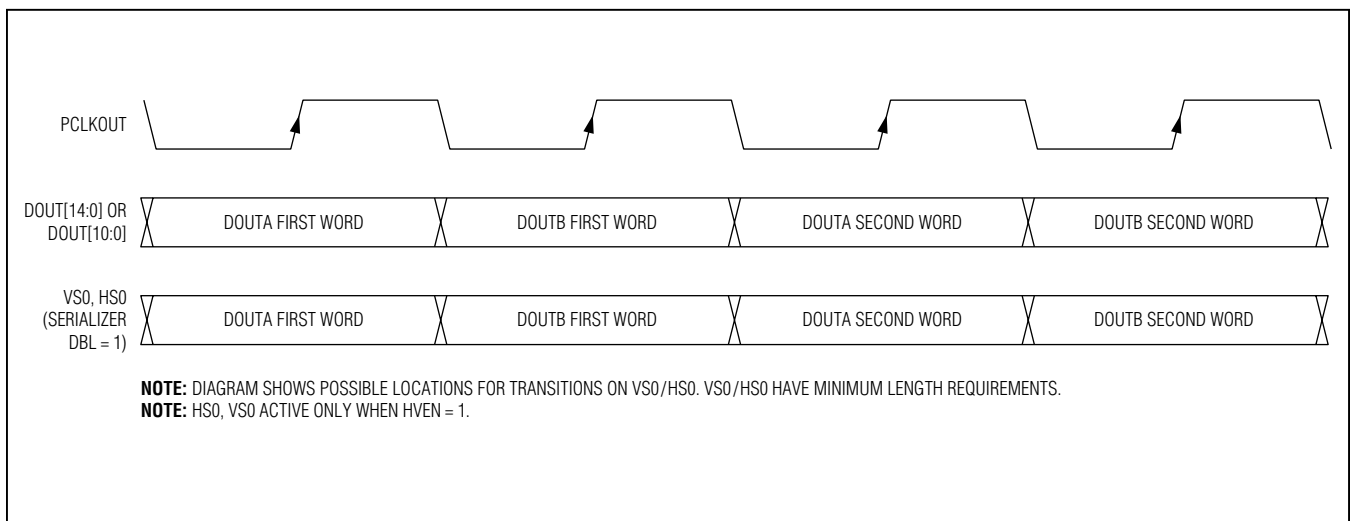 PCLKOUT
DOUT[14:0] OR
DOUT[10:0]
DOUTA FIRST WORD
DOUTB FIRST WORD
DOUTA SECOND WORD
DOUTB SECOND WORD
VS0, HS0
(SERIALIZER
DBL = 1)
DOUTA FIRST WORD
DOUTB FIRST WORD
DOUTA SECOND WORD
DOUTB SECOND WORD
NOTE: DIAGRAM SHOWS POSSIBLE LOCATIONS FOR TRANSITIONS ON VS0/HS0. VS0/HS0 HAVE MINIMUM LENGTH REQUIREMENTS.
NOTE: HS0, VS0 ACTIVE ONLY WHEN HVEN = 1.